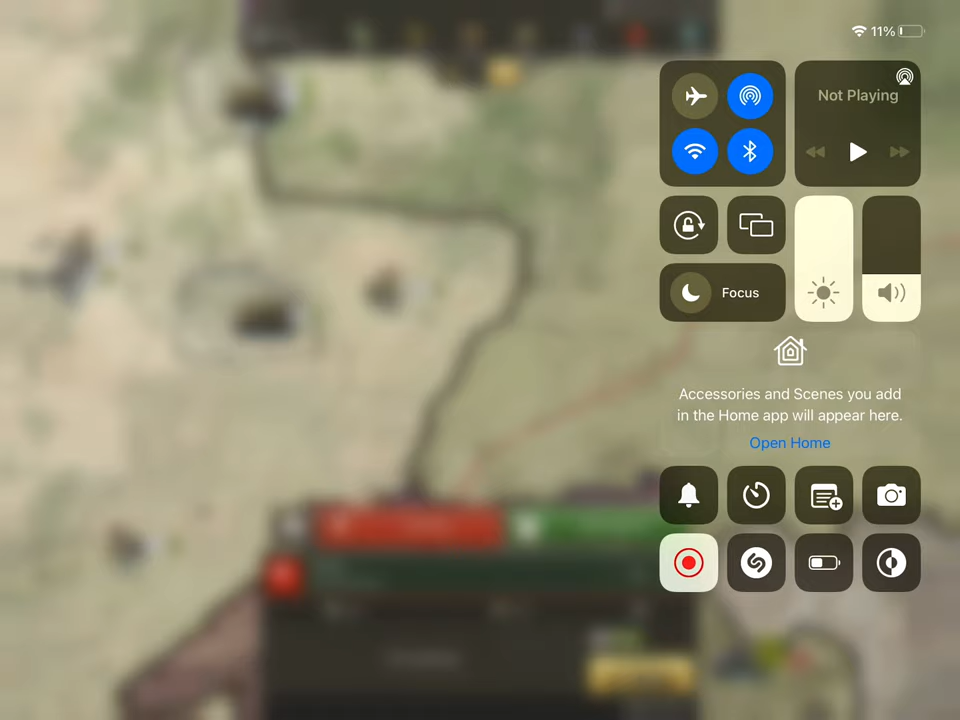 11%
Not Playing
Focus
Accessories and Scenes you add
in the Home app will appear here.
Open Home